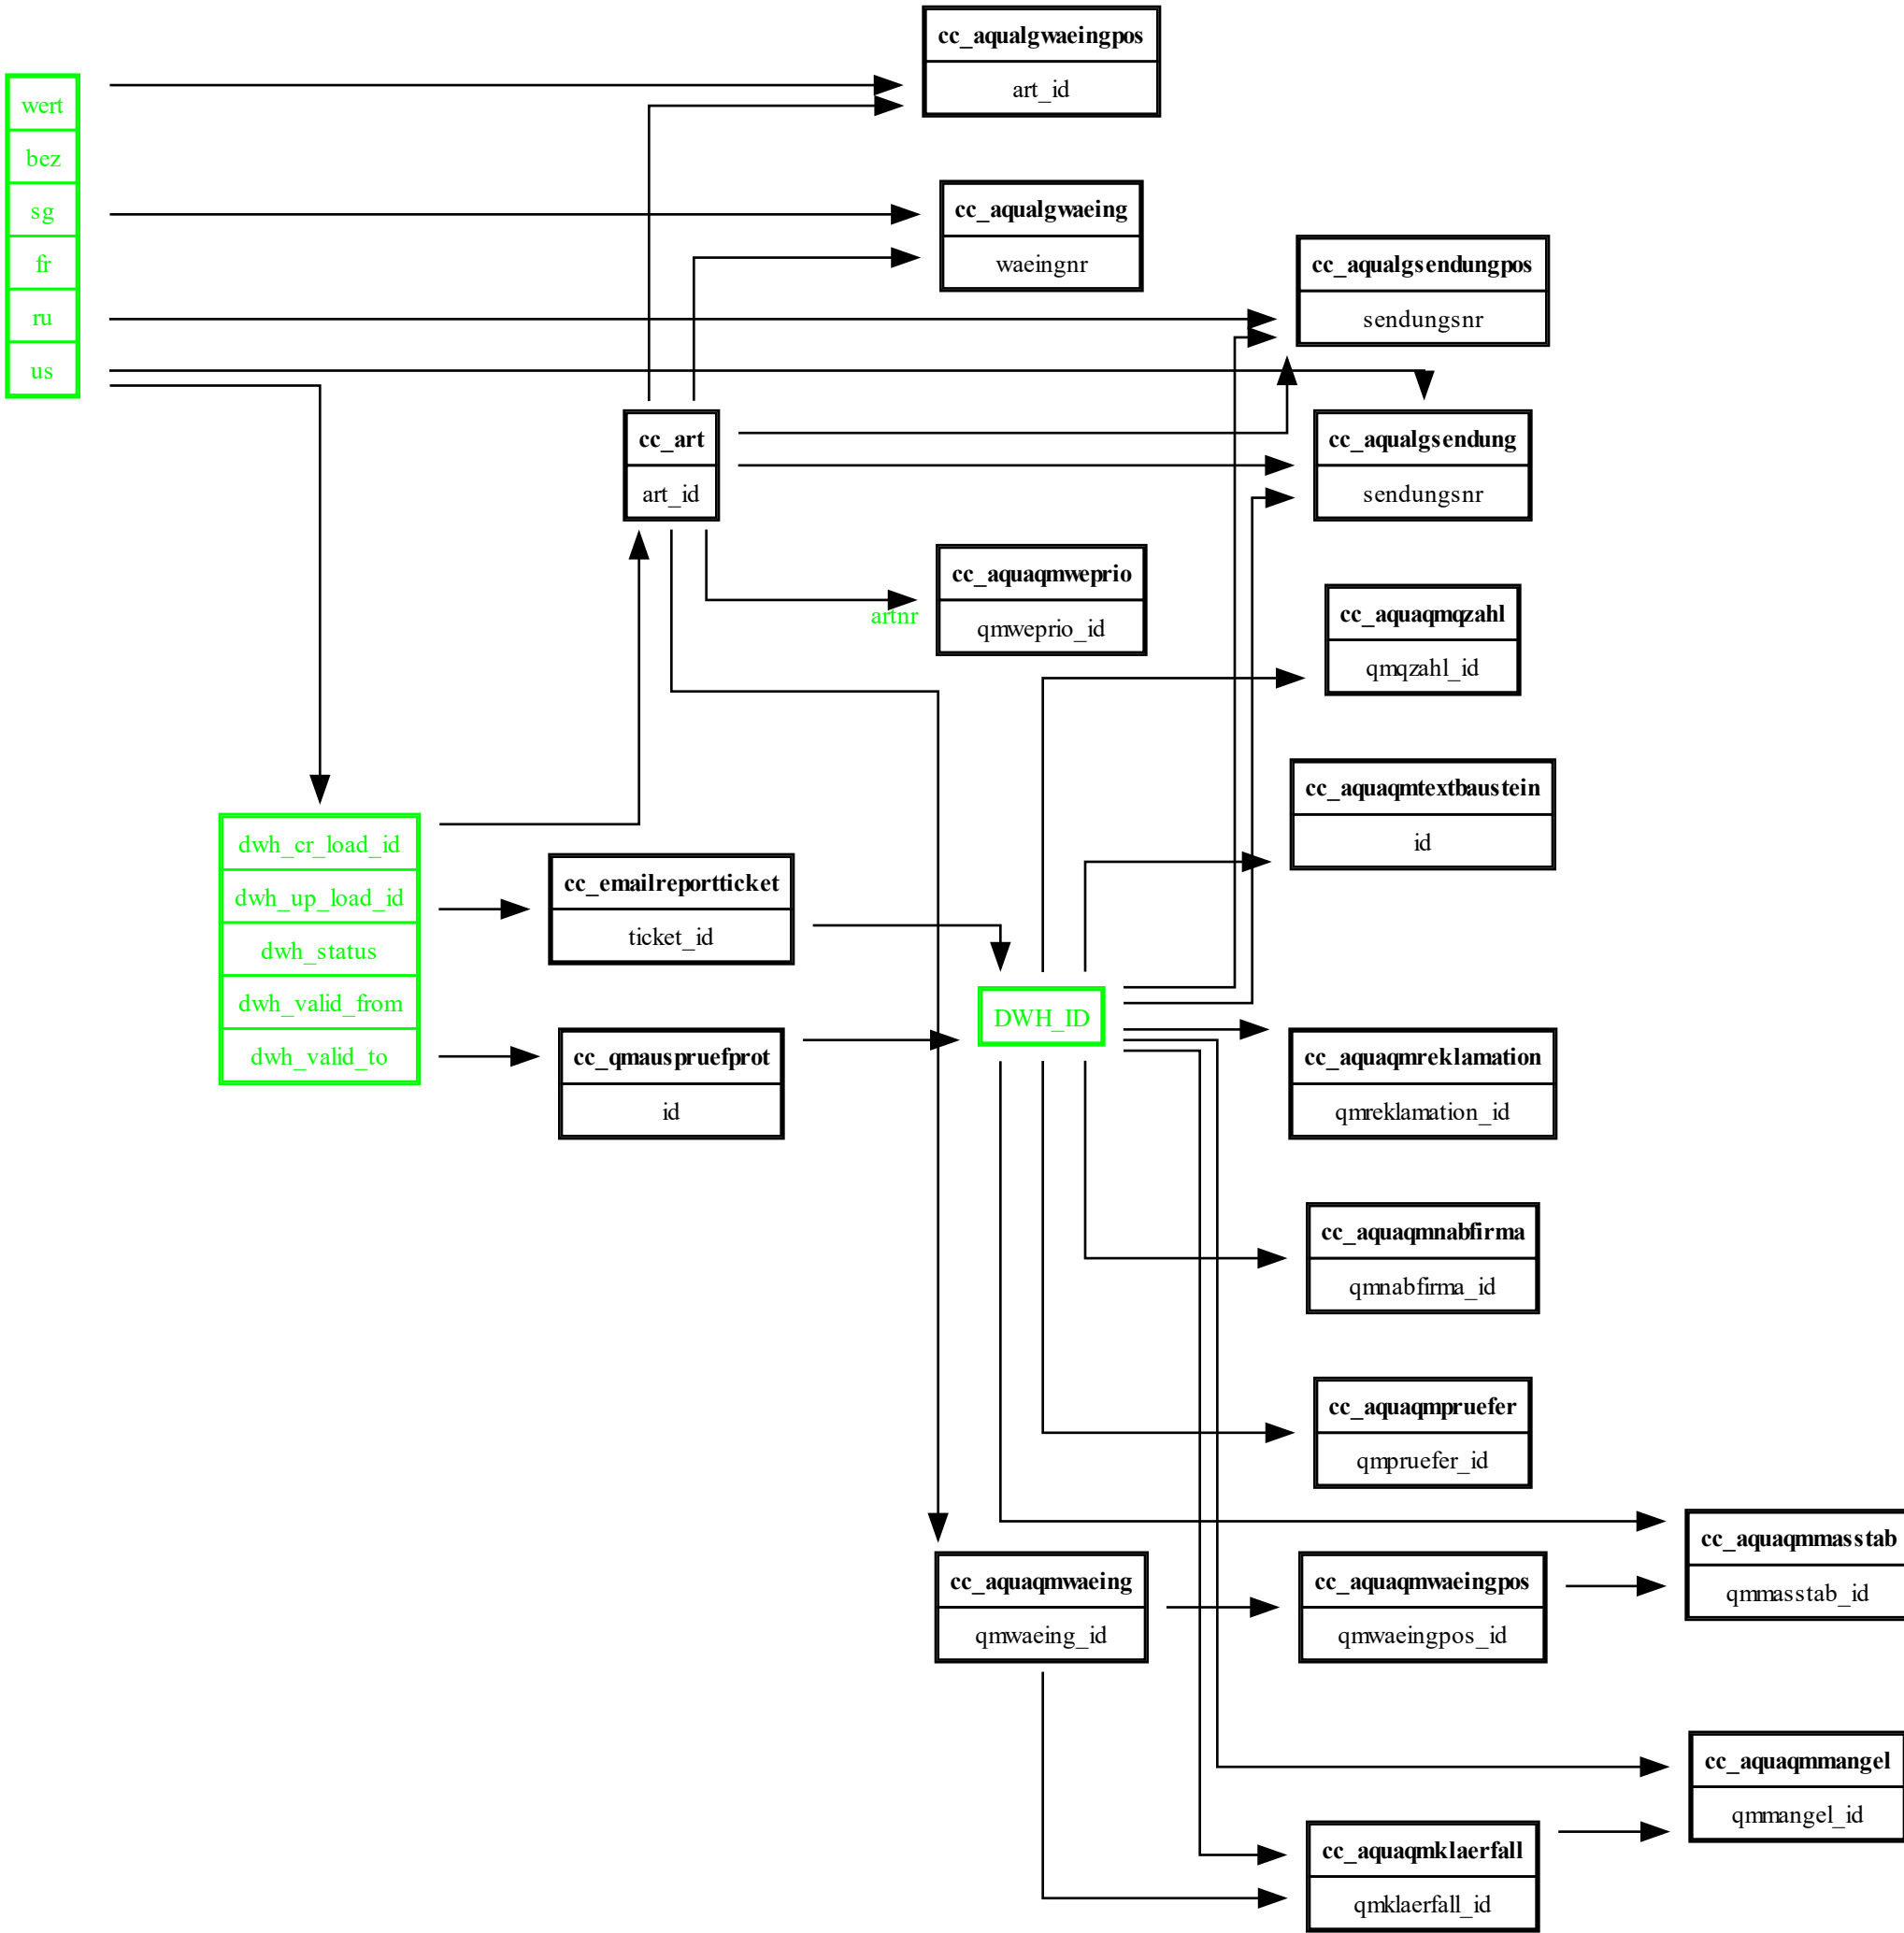 wert
bez
sg
fr
ru
us
cc_aqualgwaeingpos
art_id
cc_aqualgwaeing
waeingnr
cc_aqualgsendungpos
sendungsnr
cc_art
art_id
cc_aqualgsendung
sendungsnr
cc_aquaqmweprio
qmweprio_id
artnr
cc_aquaqmqzahl
qmqzahl_id
cc_aquaqmtextbaustein
id
dwh_cr_load_id
dwh_up_load_id
dwh_status
dwh_valid_from
dwh_valid_to
cc_emailreportticket
ticket_id
DWH_ID
cc_qmauspruefprot
id
cc_aquaqmreklamation
qmreklamation_id
cc_aquaqmnabfirma
qmnabfirma_id
cc_aquaqmpruefer
qmpruefer_id
cc_aquaqmmasstab
qmmasstab_id
cc_aquaqmwaeing
qmwaeing_id
cc_aquaqmwaeingpos
qmwaeingpos_id
cc_aquaqmmangel
qmmangel_id
cc_aquaqmklaerfall
qmklaerfall_id